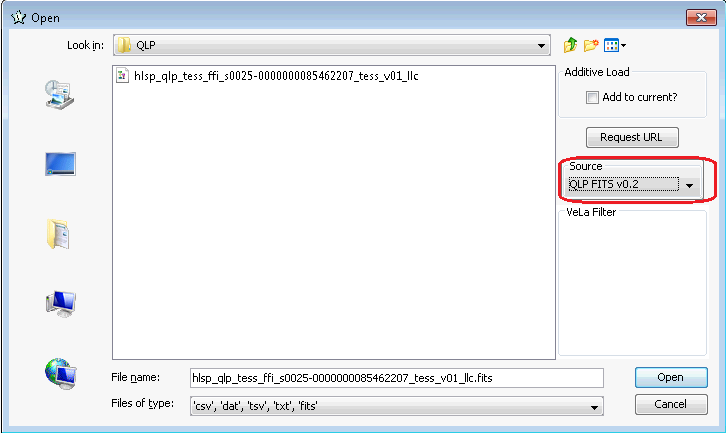 Open
Look in: QLP
hlsp_qlp_tess_ffi_s0025-0000000085462207_tess_v01_llc
Additive Load
Add to current?
Request URL
Source
QLP FITS v0.2
VeLa Filter
File name: hlsp_qlp_tess_ffi_s0025-0000000085462207_tess_v01_llc.fits
Open
Files of type: 'csv', 'dat', 'tsv', 'txt', 'fits'
Cancel